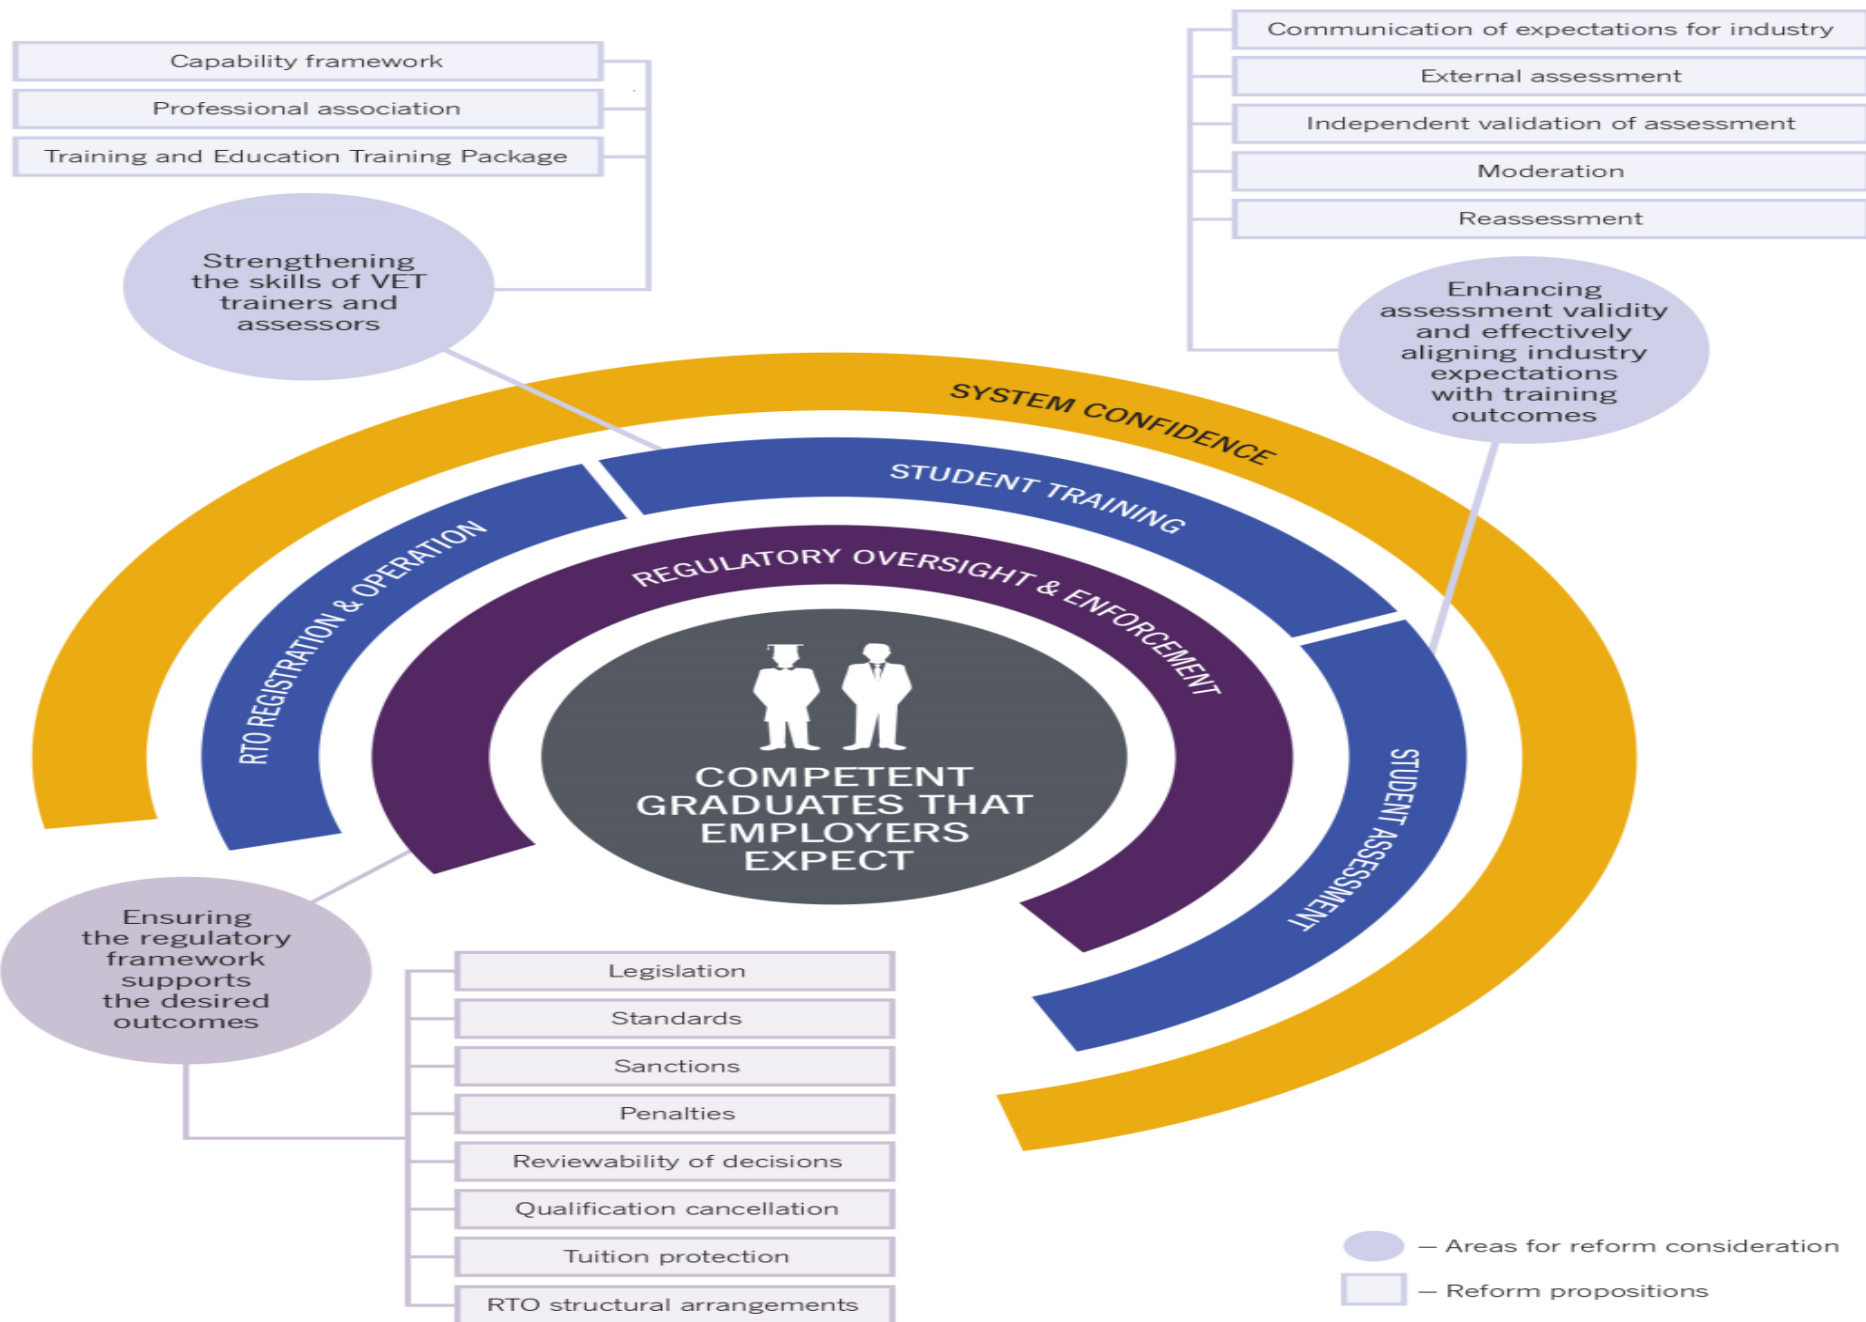 Capability framework
Professional association
Training and Education Training Package
Communication of expectations for industry
External assessment
Independent validation of assessment
Moderation
Reassessment
Strengthening
the skills of VET
trainers and
assessors
Enhancing
assessment validity
and effectively
aligning industry
expectations
with training
outcomes
SYSTEM CONFIDENCE
STUDENT TRAINING
RTO REGISTRATION & OPERATION
REGULATORY OVERSIGHT & ENFORCEMENT
STUDENT ASSESSMENT
COMPETENT
GRADUATES THAT
EMPLOYERS
EXPECT
Ensuring
the regulatory
framework
supports
the desired
outcomes
Legislation
Standards
Sanctions
Penalties
Reviewability of decisions
Qualification cancellation
Tuition protection
RTO structural arrangements
– Areas for reform consideration
– Reform propositions